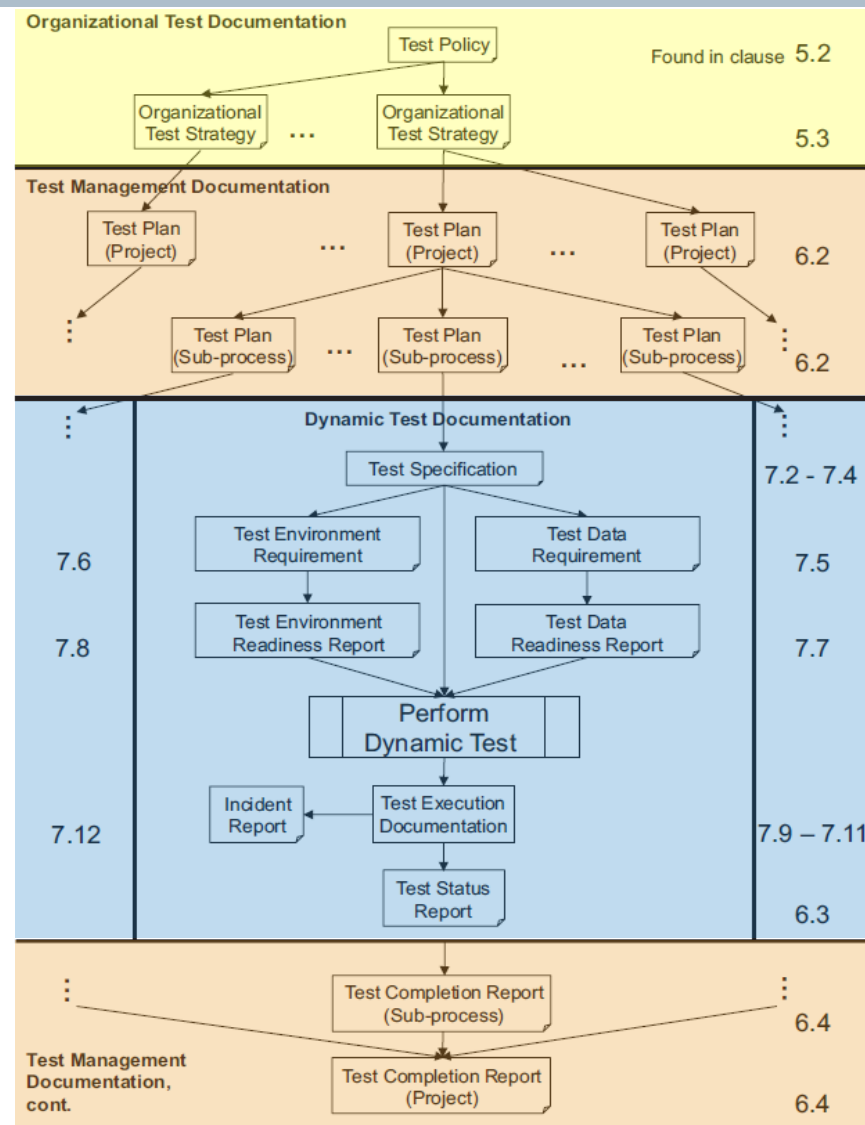 Organizational Test Documentation
Test Policy
Found in clause 5.2
Organizational
Test Strategy
...
Organizational
Test Strategy
5.3
Test Management Documentation
Test Plan
(Project)
...
Test Plan
(Project)
...
Test Plan
(Project)
6.2
...
Test Plan
(Sub-process)
...
Test Plan
(Sub-process)
...
Test Plan
(Sub-process)
...
6.2
...
Dynamic Test Documentation
...
Test Specification
7.2 - 7.4
7.6
Test Environment
Requirement
Test Data
Requirement
7.5
7.8
Test Environment
Readiness Report
Test Data
Readiness Report
7.7
Perform
Dynamic Test
7.12
Incident
Report
Test Execution
Documentation
7.9 – 7.11
Test Status
Report
6.3
...
Test Completion Report
(Sub-process)
...
6.4
Test Management
Documentation,
cont.
Test Completion Report
(Project)
6.4